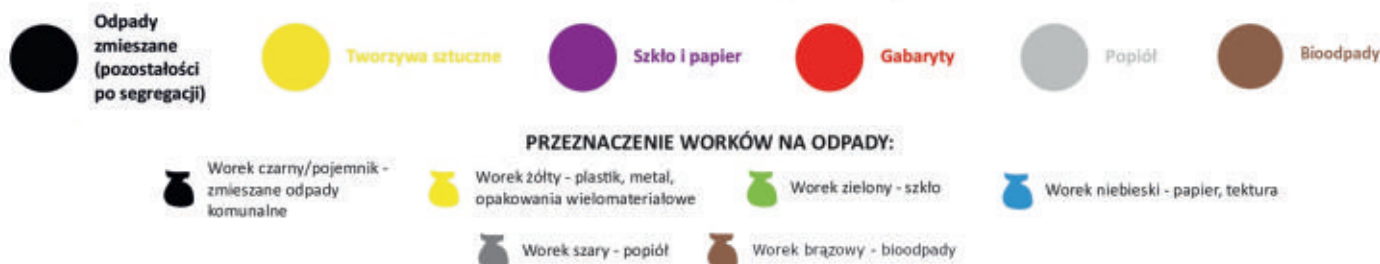 Odpady
zmieszane
(pozostałości
po segregacji)
Tworzywa sztuczne
Szkło i papier
Gabaryty
Popiół
Bioodpady
PRZEZNACZENIE WORKÓW NA ODPADY:
Worek czarny/pojemnik -
zmieszane odpady
komunalne
Worek żółty - plastik, metal,
opakowania wielomateriałowe
Worek zielony - szkło
Worek niebieski - papier, tektura
Worek szary - popiół
Worek brązowy - bioodpady